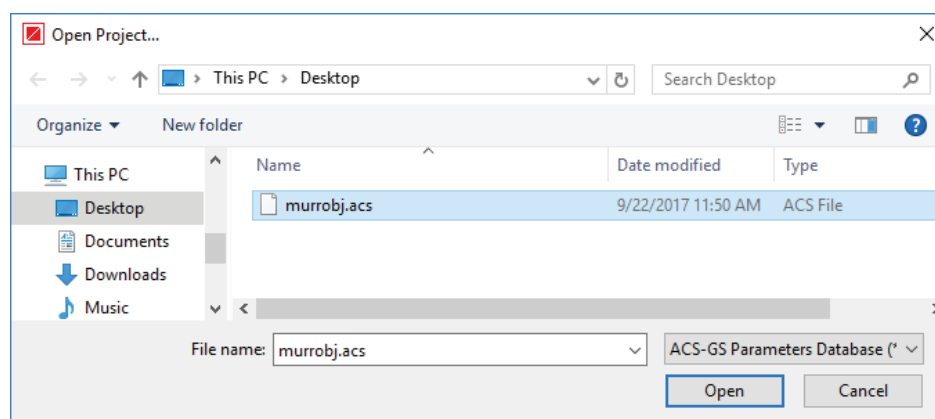 Open Project...
This PC > Desktop
Search Desktop
Organize
New folder
This PC
Desktop
Documents
Downloads
Music
Name
Date modified
Type
murrobj.acs
9/22/2017 11:50 AM
ACS File
File name:
murrobj.acs
ACS-GS Parameters Database (*
Open
Cancel